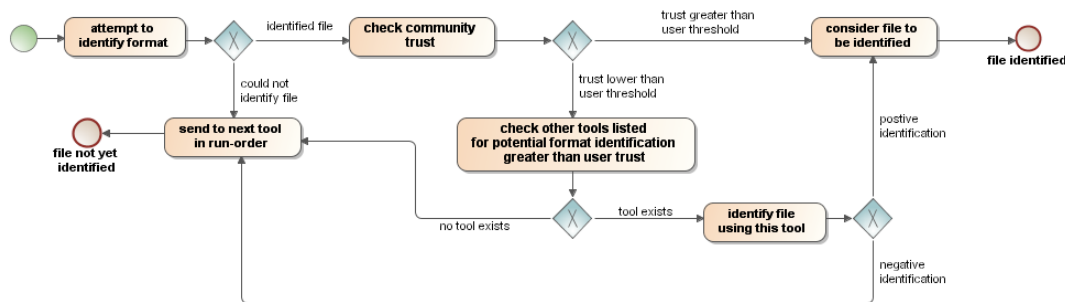 attempt to
identify format
identified file
check community
trust
trust greater than
user threshold
consider file to
be identified
file identified
could not
identify file
trust lower than
user threshold
send to next tool
in run-order
file not yet
identified
check other tools listed
for potential format identification
greater than user trust
postive
identification
no tool exists
tool exists
identify file
using this tool
negative
identification